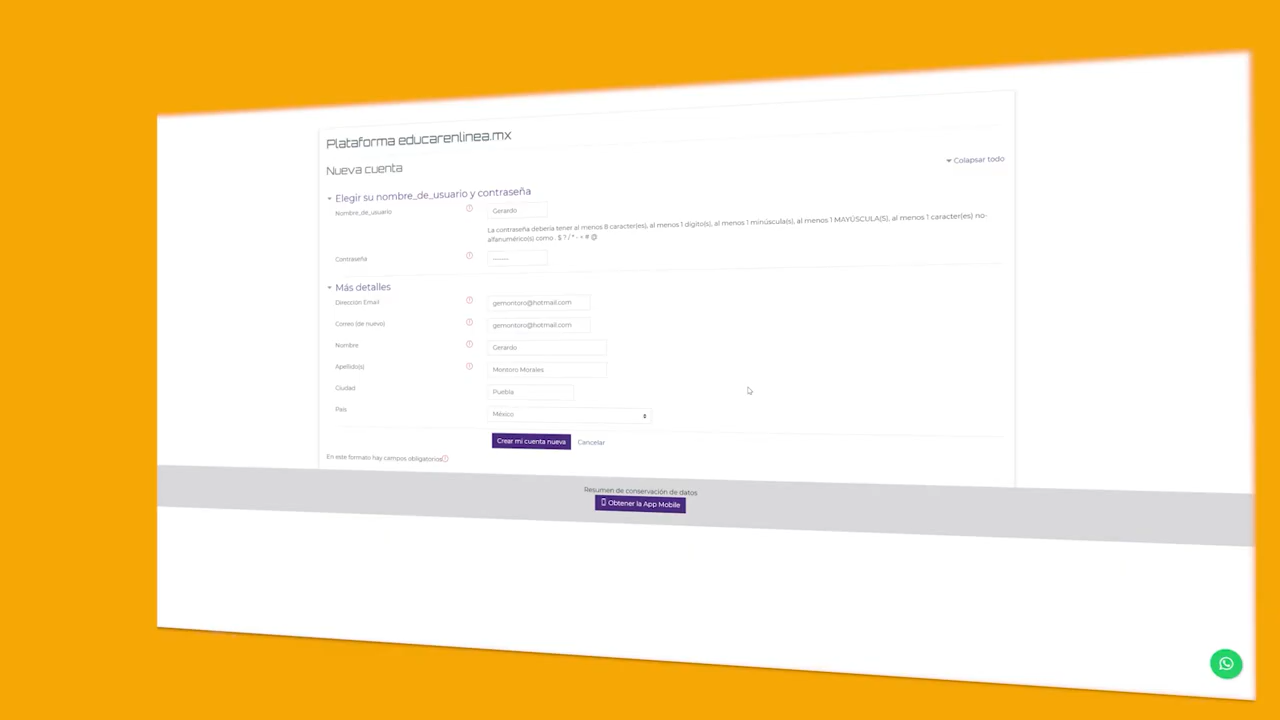 Plataforma educarenlinea.mx
Nueva cuenta
Colapsar todo
Elegir su nombre_de_usuario y contraseña
Nombre_de_usuario
Gerardo
La contraseña debería tener al menos 8 caracter(es), al menos 1 dígito(s), al menos 1 minúscula(s), al menos 1 MAYÚSCULA(S), al menos 1 caracter(es) no-
alfanumérico(s) como . $ ? / * - + # @
Contraseña
Más detalles
Dirección Email
gemontoro@hotmail.com
Correo (de nuevo)
gemontoro@hotmail.com
Nombre
Gerardo
Apellido(s)
Montoro Morales
Ciudad
Puebla
País
México
Crear mi cuenta nueva
Cancelar
En este formato hay campos obligatorios
Resumen de conservación de datos
Obtener la App Mobile